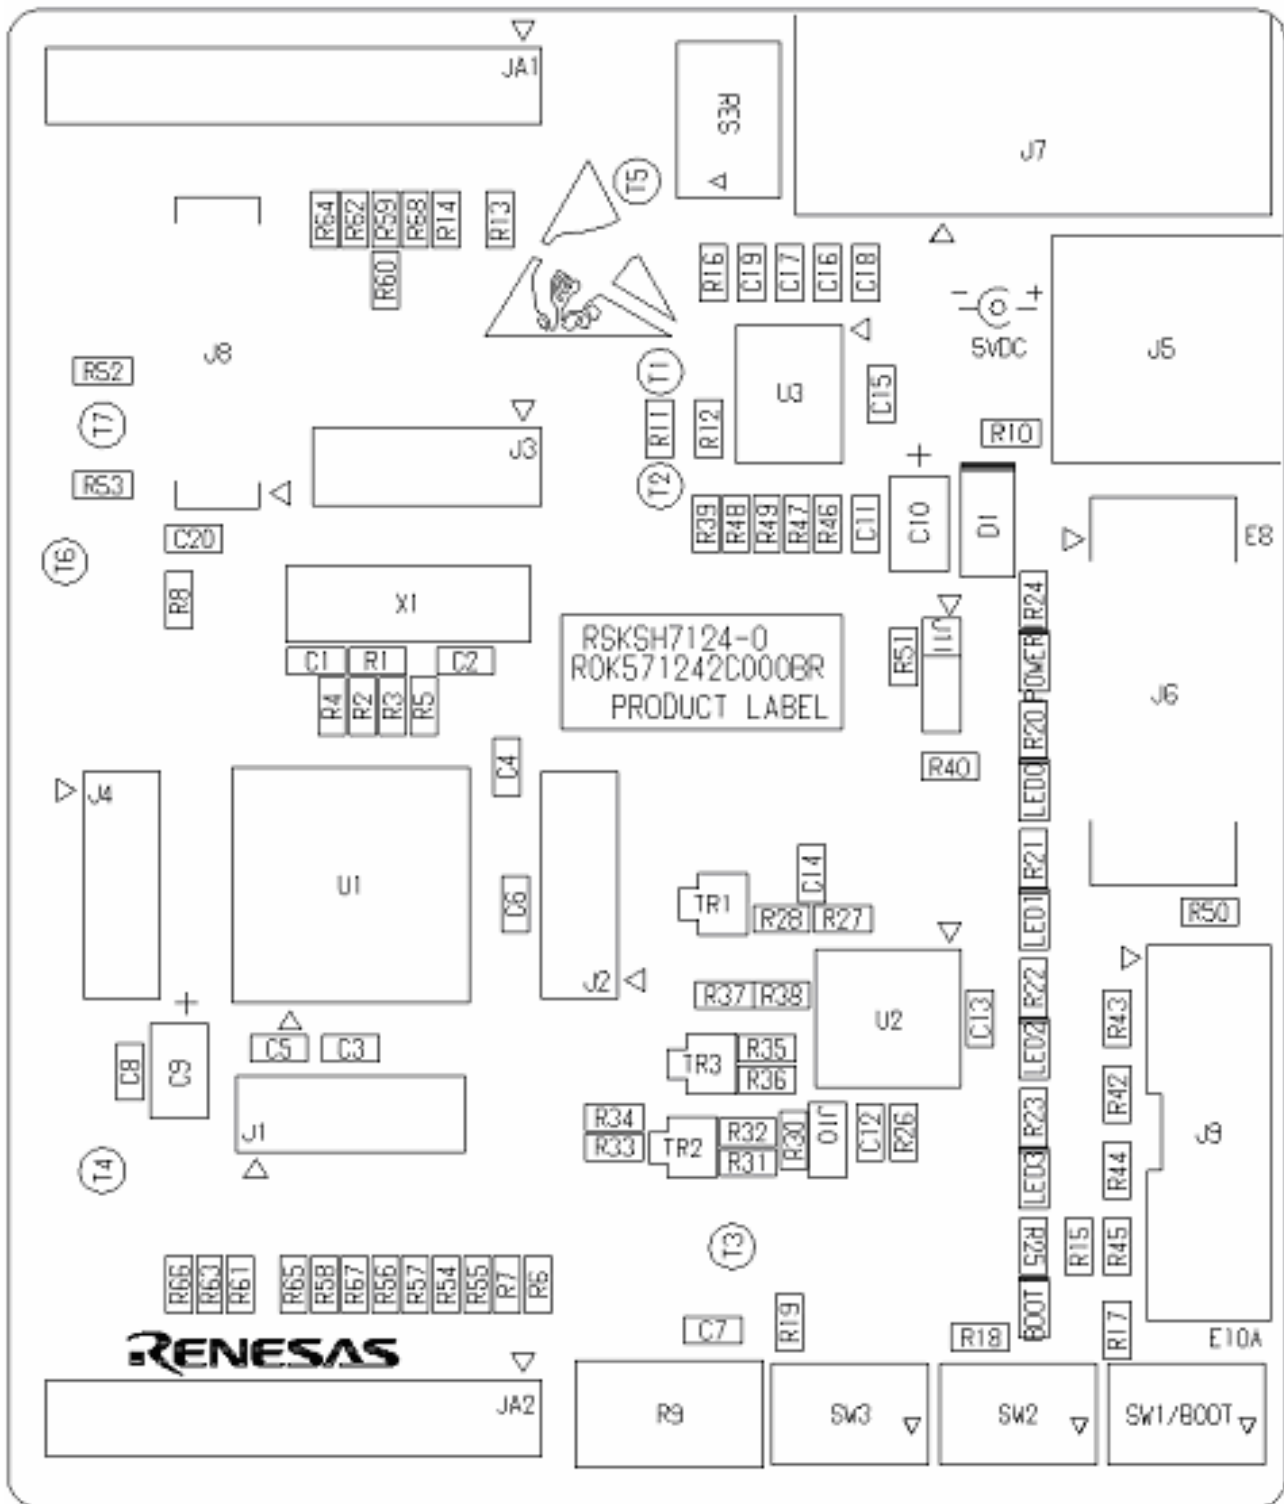 JA1
RES
J7
T5
R64
R62
R59
R68
R14
R13
R60
R16
C19
C17
C16
C18
- +
5VDC
J5
J8
R52
T7
R53
T1
R11
R12
U3
C15
R10
J3
T2
+
R39
R48
R49
R47
R46
C11
C10
D1
E8
C20
T6
R8
X1
RSKSH7124-0
R0K571242C000BR
PRODUCT LABEL
R51
J11
R24
POWER
J6
C1
R1
C2
R4
R2
R3
R5
R20
C4
R40
LED0
J4
U1
C6
J2
TR1
C14
R28
R27
R21
LED1
R50
R37
R38
U2
C13
R22
R43
+
C5
C3
C8
C9
TR3
R35
R36
LED2
J1
R34
R33
TR2
R32
R31
R30
J10
C12
R26
R23
R42
J9
T4
LED3
R44
T3
R25
R15
R45
R66
R63
R61
R65
R58
R67
R56
R57
R54
R55
R7
R6
BOOT
C7
R19
R18
R17
E10A
RENESAS
JA2
R9
SW3
SW2
SW1/BOOT